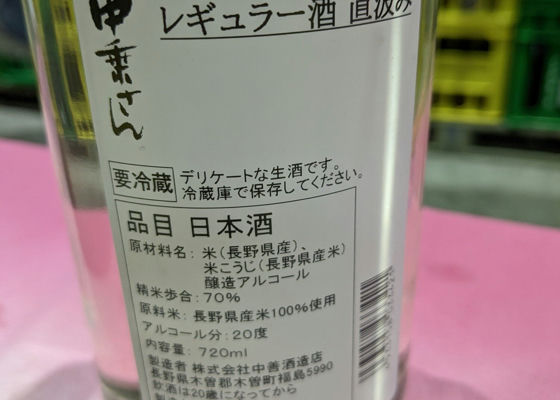 中乗さん
レギュラー酒 直汲み
要冷蔵
デリケートな生酒です。
冷蔵庫で保存してください。
品目 日本酒
原材料名: 米(長野県産)、
米こうじ(長野県産米)
醸造アルコール
精米歩合: 70%
原料米: 長野県産米100%使用
アルコール分: 20度
内容量: 720ml
製造者 株式会社中善酒造店
長野県木曽郡木曽町福島5990
飲酒は20歳になってから